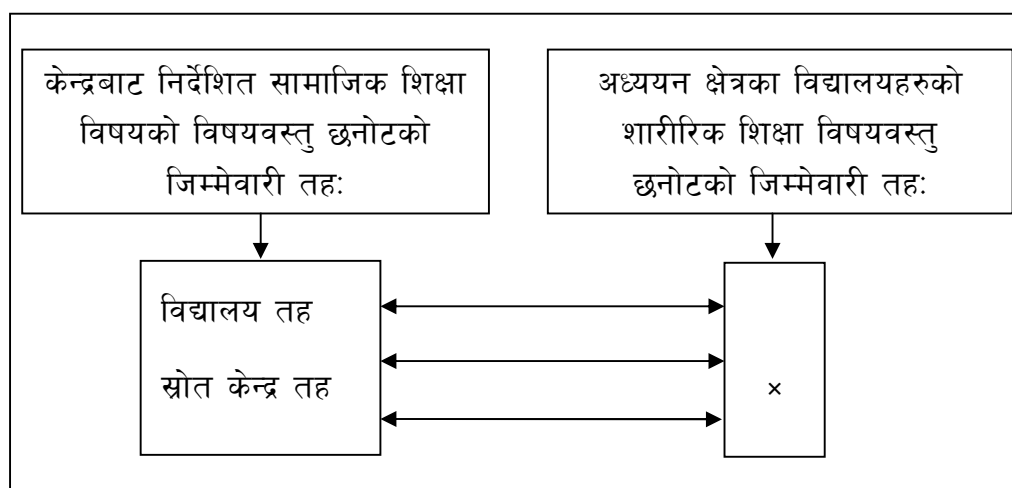 केन्द्रबाट निर्देशित सामाजिक शिक्षा
विषयको विषयवस्तु छनोटको
जिम्मेवारी तहः
अध्ययन क्षेत्रका विद्यालयहरुको
शारीरिक शिक्षा विषयवस्तु
छनोटको जिम्मेवारी तहः
विद्यालय तह
स्रोत केन्द्र तह
×